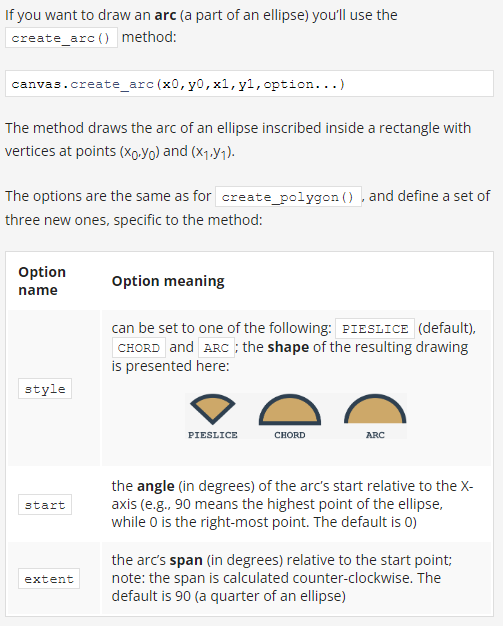 If you want to draw an arc (a part of an ellipse) you'll use the
create_arc() method:
canvas.create_arc(x0,y0,x1,y1,option...)
The method draws the arc of an ellipse inscribed inside a rectangle with
vertices at points (x₀,y₀) and (x₁,y₁).
The options are the same as for create_polygon(), and define a set of
three new ones, specific to the method:
Option
name
Option meaning
style
can be set to one of the following: PIESLICE (default),
CHORD and ARC; the shape of the resulting drawing
is presented here:
PIESLICE CHORD ARC
start
the angle (in degrees) of the arc's start relative to the X-
axis (e.g., 90 means the highest point of the ellipse,
while 0 is the right-most point. The default is 0)
extent
the arc's span (in degrees) relative to the start point;
note: the span is calculated counter-clockwise. The
default is 90 (a quarter of an ellipse)